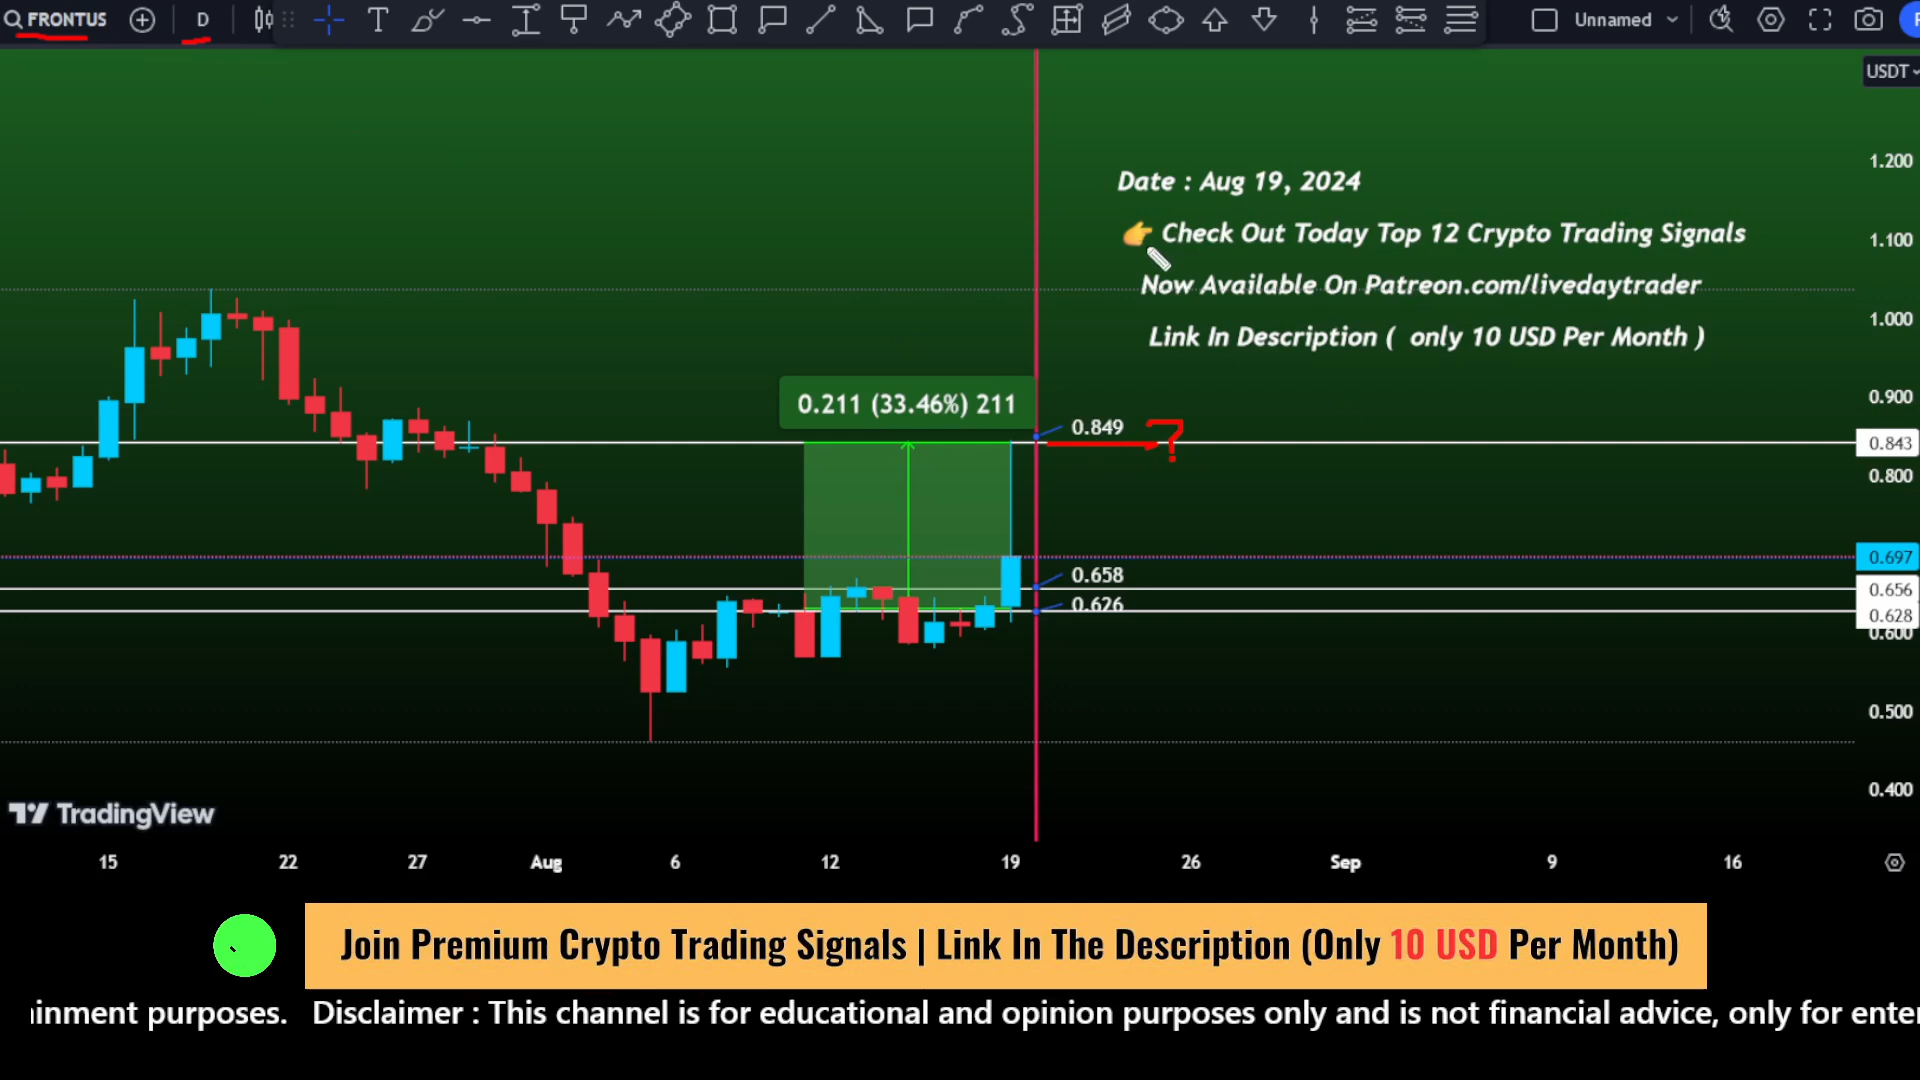 FRONTUS
D
Unnamed
USDT
1.200
Date : Aug 19, 2024
Check Out Today Top 12 Crypto Trading Signals
1.100
Now Available On Patreon.com/livedaytrader
1.000
Link In Description ( only 10 USD Per Month )
0.900
0.211 (33.46%) 211
0.849
?
0.843
0.800
0.697
0.658
0.656
0.626
0.628
0.600
0.500
0.400
TradingView
15 22 27 Aug 6 12 19 26 Sep 9 16
Join Premium Crypto Trading Signals | Link In The Description (Only 10 USD Per Month)
inment purposes. Disclaimer : This channel is for educational and opinion purposes only and is not financial advice, only for enter